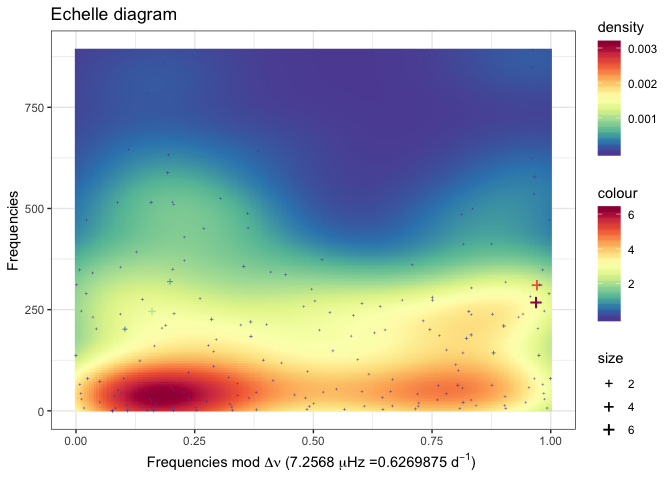 Echelle diagram
density
0.003
0.002
0.001
colour
6
4
2
size
2
4
6
Frequencies
750
500
250
0
0.00 0.25 0.50 0.75 1.00
Frequencies mod Δν (7.2568 μHz =0.6269875 d⁻¹)